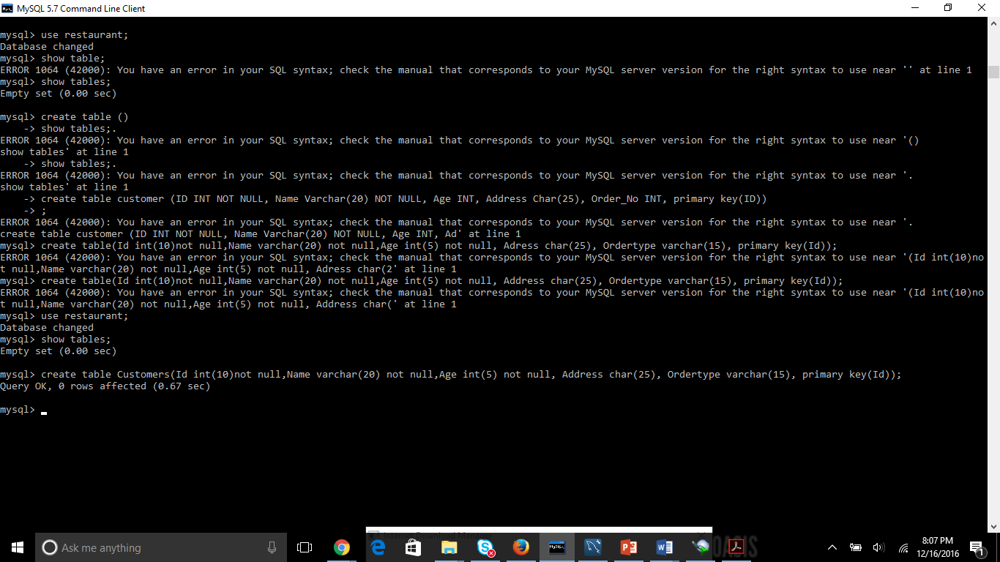 MySQL 5.7 Command Line Client
mysql> use restaurant;
Database changed
mysql> show table;
ERROR 1064 (42000): You have an error in your SQL syntax; check the manual that corresponds to your MySQL server version for the right syntax to use near '' at line 1
mysql> show tables;
Empty set (0.00 sec)
mysql> create table ()
    -> show tables;.
ERROR 1064 (42000): You have an error in your SQL syntax; check the manual that corresponds to your MySQL server version for the right syntax to use near '()
show tables' at line 1
    -> show tables;.
ERROR 1064 (42000): You have an error in your SQL syntax; check the manual that corresponds to your MySQL server version for the right syntax to use near '.
show tables' at line 1
    -> create table customer (ID INT NOT NULL, Name Varchar(20) NOT NULL, Age INT, Address Char(25), Order_No INT, primary key(ID))
    -> ;
ERROR 1064 (42000): You have an error in your SQL syntax; check the manual that corresponds to your MySQL server version for the right syntax to use near '.
create table customer (ID INT NOT NULL, Name Varchar(20) NOT NULL, Age INT, Ad' at line 1
mysql> create table(Id int(10)not null,Name varchar(20) not null,Age int(5) not null, Adress char(25), Ordertype varchar(15), primary key(Id));
ERROR 1064 (42000): You have an error in your SQL syntax; check the manual that corresponds to your MySQL server version for the right syntax to use near '(Id int(10)no
t null,Name varchar(20) not null,Age int(5) not null, Adress char(2' at line 1
mysql> create table(Id int(10)not null,Name varchar(20) not null,Age int(5) not null, Address char(25), Ordertype varchar(15), primary key(Id));
ERROR 1064 (42000): You have an error in your SQL syntax; check the manual that corresponds to your MySQL server version for the right syntax to use near '(Id int(10)no
t null,Name varchar(20) not null,Age int(5) not null, Address char(' at line 1
mysql> use restaurant;
Database changed
mysql> show tables;
Empty set (0.00 sec)
mysql> create table Customers(Id int(10)not null,Name varchar(20) not null,Age int(5) not null, Address char(25), Ordertype varchar(15), primary key(Id));
Query OK, 0 rows affected (0.67 sec)
mysql>
Internet Download Manager
Ask me anything
OASIS
8:07 PM
12/16/2016
1